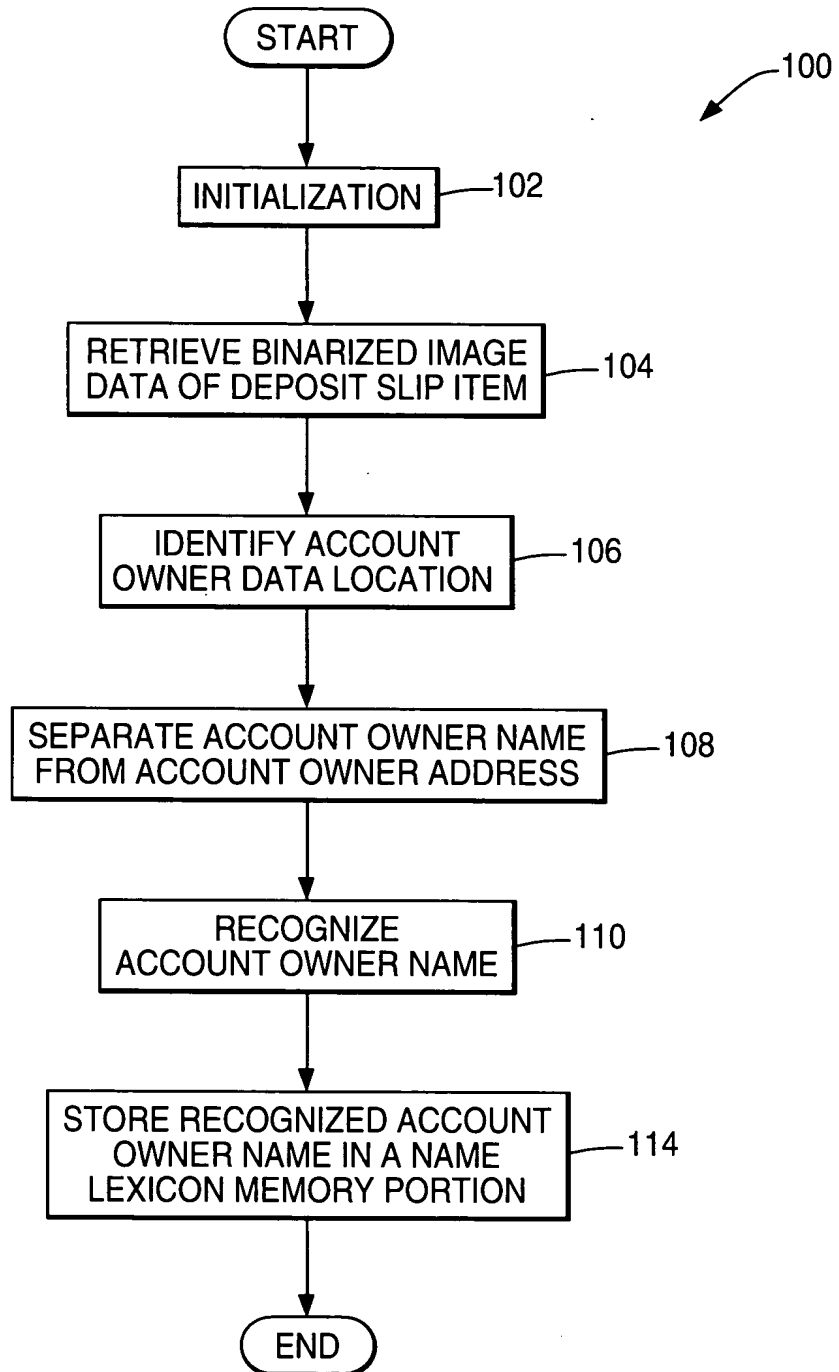 START
100
INITIALIZATION
102
RETRIEVE BINARIZED IMAGE
DATA OF DEPOSIT SLIP ITEM
104
IDENTIFY ACCOUNT
OWNER DATA LOCATION
106
SEPARATE ACCOUNT OWNER NAME
FROM ACCOUNT OWNER ADDRESS
108
RECOGNIZE
ACCOUNT OWNER NAME
110
STORE RECOGNIZED ACCOUNT
OWNER NAME IN A NAME
LEXICON MEMORY PORTION
114
END